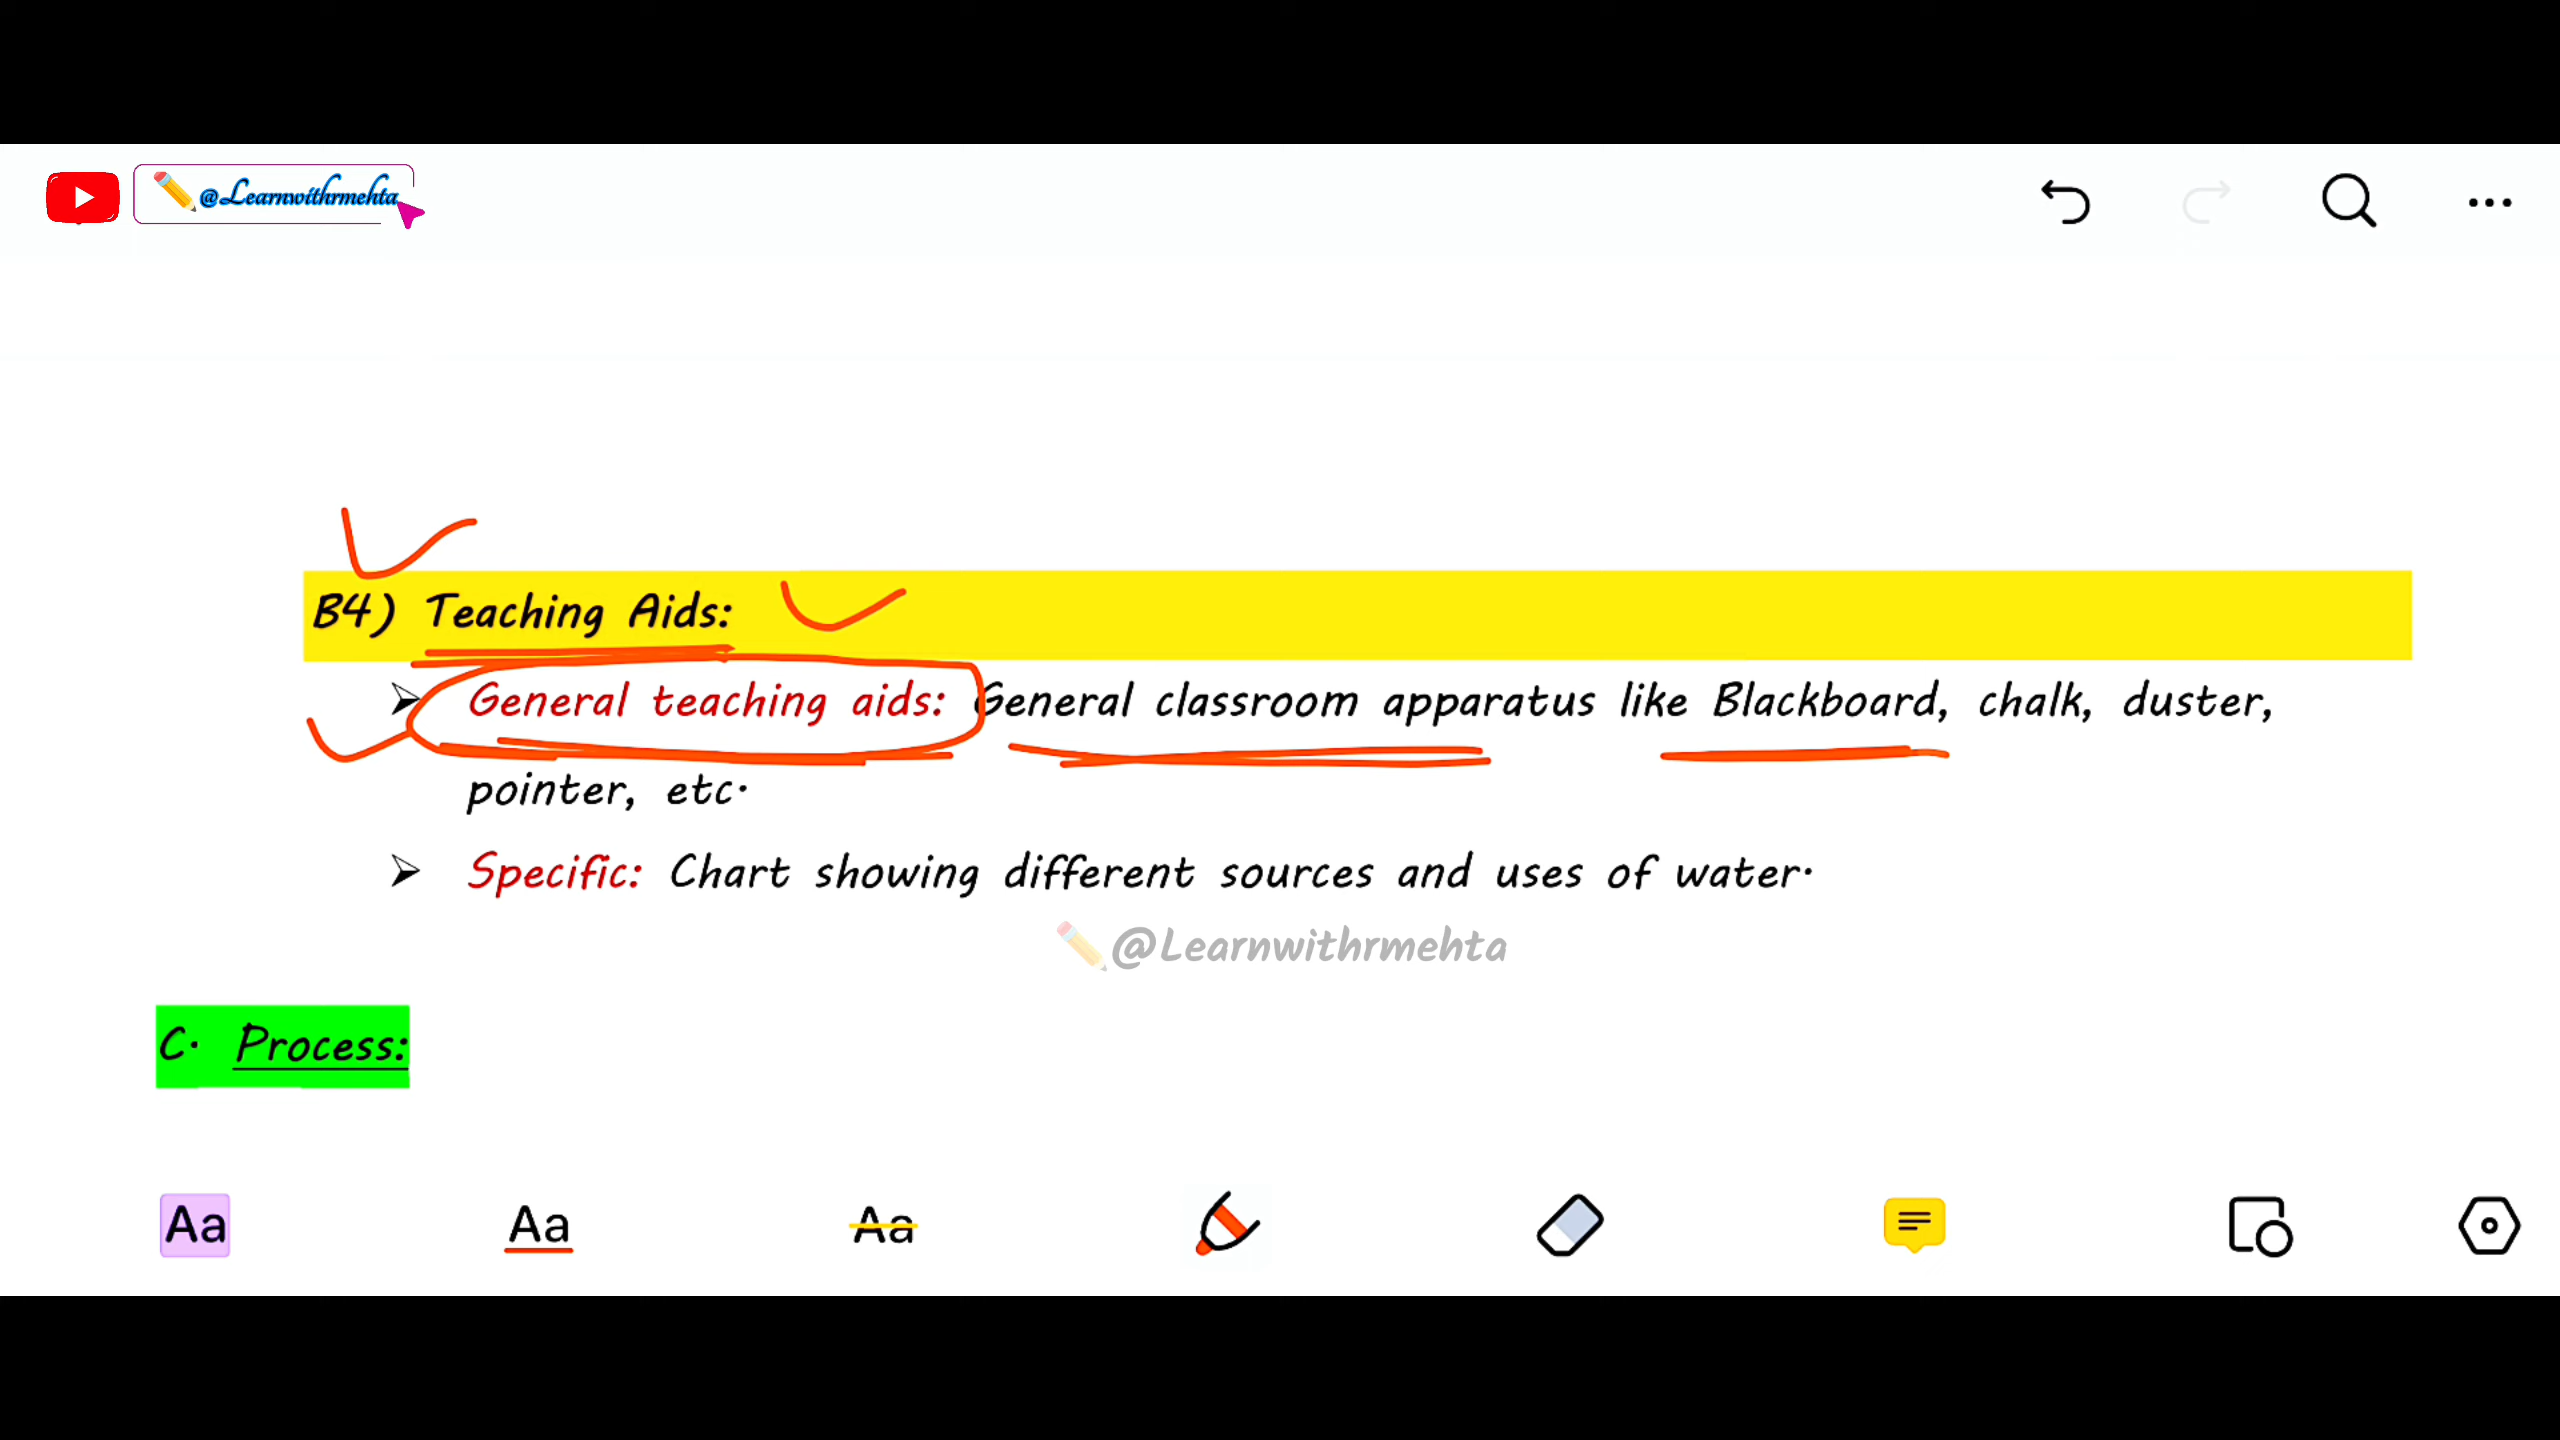 @Learnwithrmehta
B4) Teaching Aids:
➢ General teaching aids: General classroom apparatus like Blackboard, chalk, duster,
pointer, etc.
➢ Specific: Chart showing different sources and uses of water.
@Learnwithrmehta
C. Process:
Aa Aa Aa